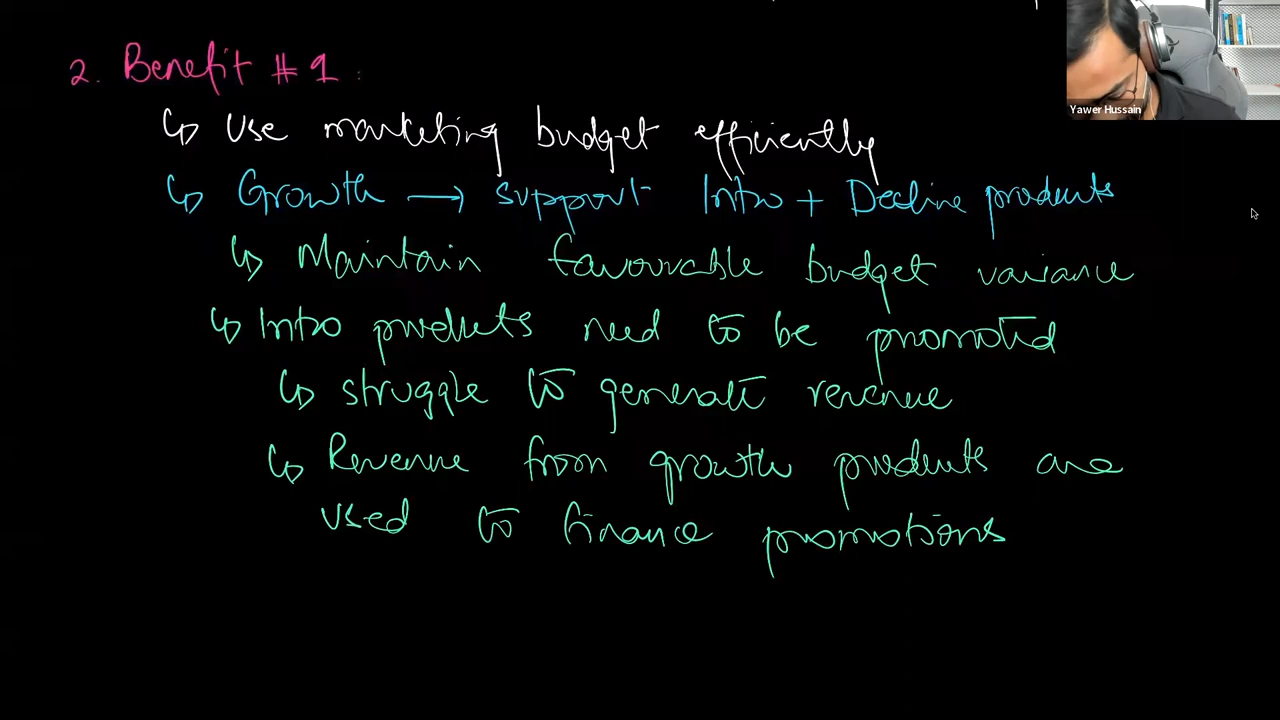 2. Benefit #1:
↳ Use marketing budget efficiently
↳ Growth → support Intro + Decline products
↳ Maintain favourable budget variance
↳ Intro products need to be promoted
↳ struggle to generate revenue
↳ Revenue from growth products are
used to finance promotions
Yawer Hussain